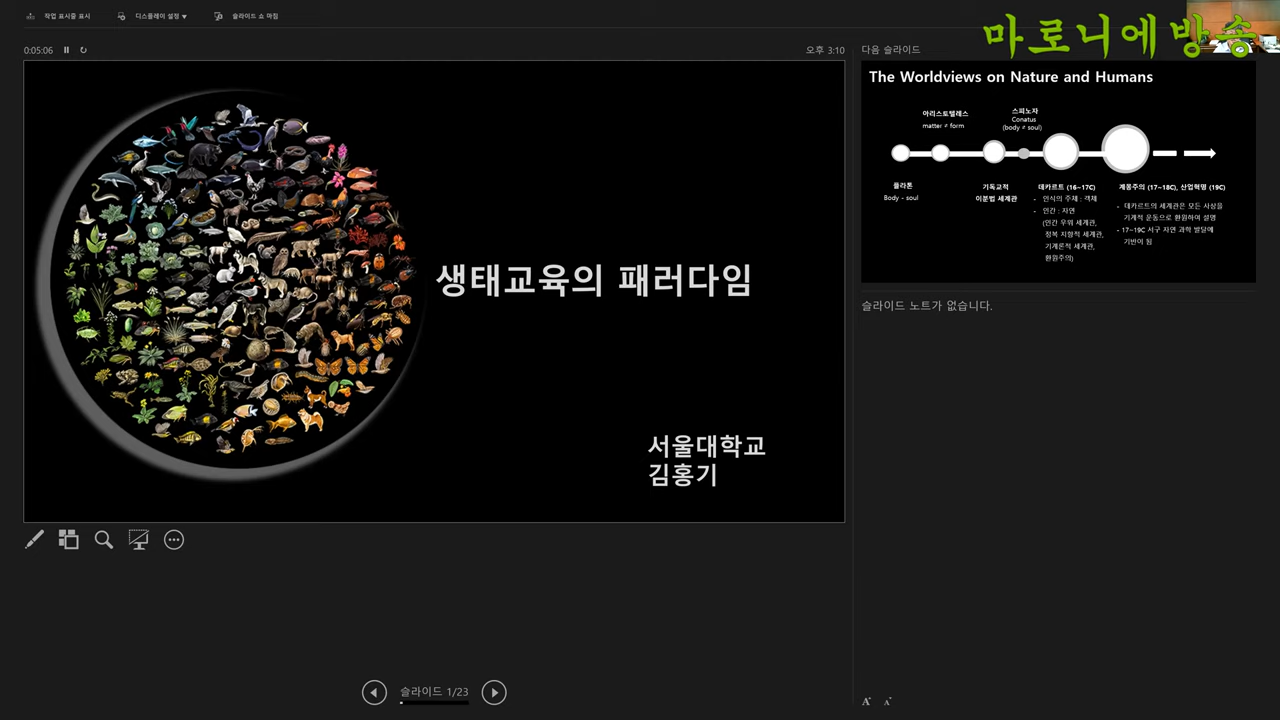 작업 표시줄 표시
디스플레이 설정 ▼
슬라이드 쇼 마침
마로니에방송
0:05:06
오후 3:10
다음 슬라이드
생태교육의 패러다임
서울대학교
김홍기
The Worldviews on Nature and Humans
아리스토텔레스
matter ≠ form
스피노자
Conatus
(body ≠ soul)
플라톤
Body - soul
기독교적
이분법 세계관
데카르트 (16~17C)
- 인식의 주체 : 객체
- 인간 : 자연
(인간 우위 세계관,
정복 지향적 세계관,
기계론적 세계관,
환원주의)
계몽주의 (17~18C), 산업혁명 (19C)
- 데카르트의 세계관은 모든 사상을
기계적 운동으로 환원하여 설명
- 17~19C 서구 자연 과학 발달에
기반이 됨
슬라이드 노트가 없습니다.
슬라이드 1/23